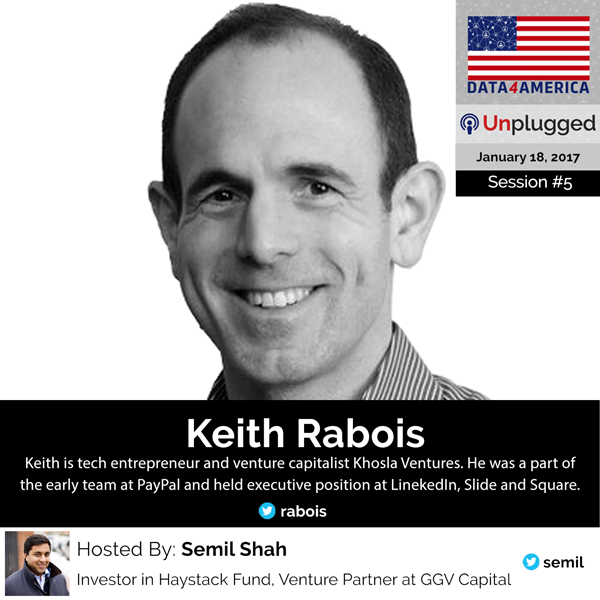 DATA4AMERICA
Unplugged
January 18, 2017
Session #5
Keith Rabois
Keith is tech entrepreneur and venture capitalist Khosla Ventures. He was a part of
the early team at PayPal and held executive position at LinekedIn, Slide and Square.
rabois
Hosted By: Semil Shah
semil
Investor in Haystack Fund, Venture Partner at GGV Capital